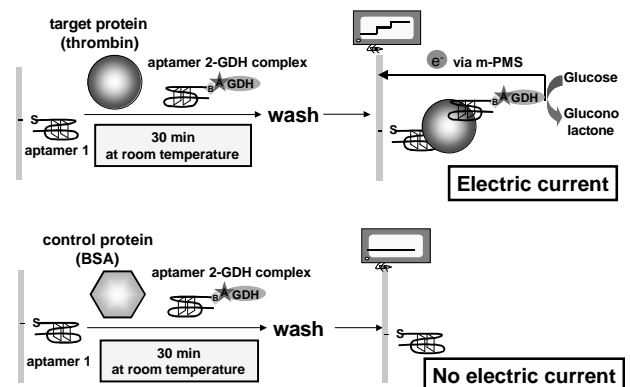 target protein
(thrombin)
aptamer 2-GDH complex
B A GDH
S
aptamer 1
30 min
at room temperature
wash
e- via m-PMS
B A GDH
Glucose
Glucono
lactone
S
Electric current
control protein
(BSA)
aptamer 2-GDH complex
B A GDH
S
aptamer 1
30 min
at room temperature
wash
S
No electric current